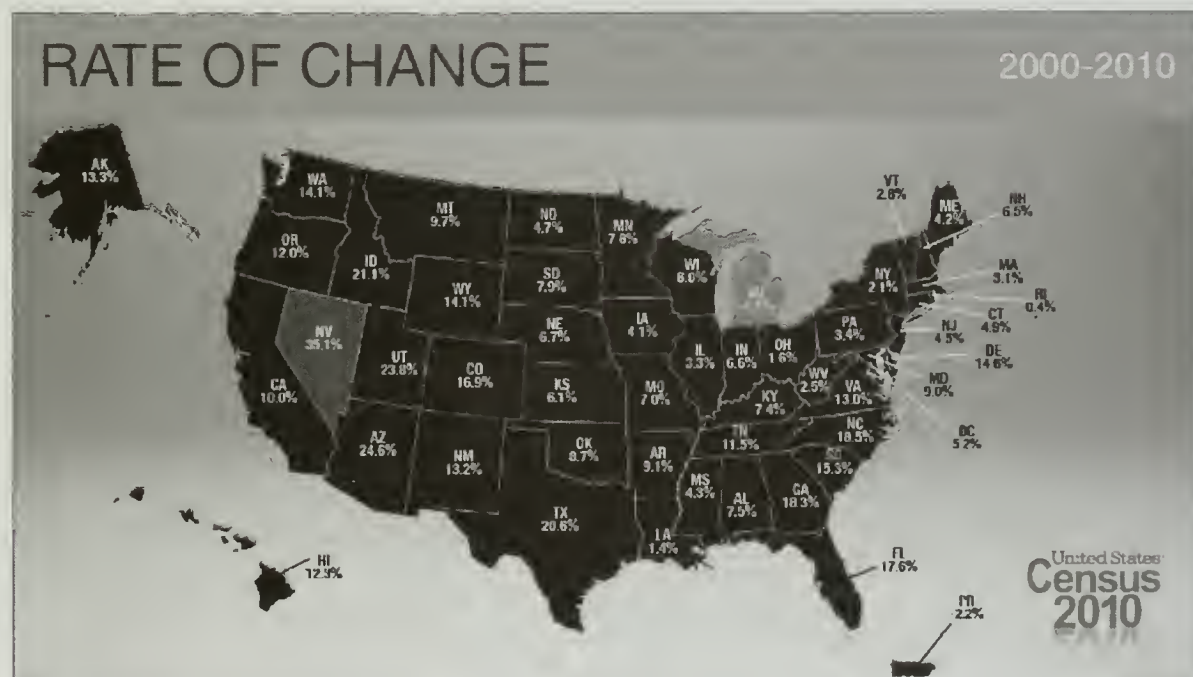 RATE OF CHANGE
2000-2010
AK
13.3%
WA
14.1%
MT
9.7%
ND
4.7%
MN
7.8%
VT
2.8%
ME
4.2%
NH
6.5%
OR
12.0%
ID
21.1%
WY
14.1%
SD
7.9%
WI
NY
2.1%
MA
3.1%
RI
0.4%
CT
4.9%
NJ
4.5%
NV
35.1%
NE
6.7%
IA
4.1%
PA
3.4%
DE
14.6%
CA
10.0%
UT
23.8%
CO
16.9%
KS
6.1%
MO
7.0%
IL
3.3%
IN
6.6%
OH
1.6%
WV
2.5%
VA
13.0%
MD
9.0%
KY
7.4%
NC
18.5%
DC
5.2%
AZ
24.6%
NM
13.2%
OK
8.7%
AR
9.1%
TN
11.5%
15.3%
MS
4.3%
AL
7.5%
GA
18.3%
TX
20.6%
LA
1.4%
HI
12.3%
FL
17.6%
United States
Census
2010
-2.2%